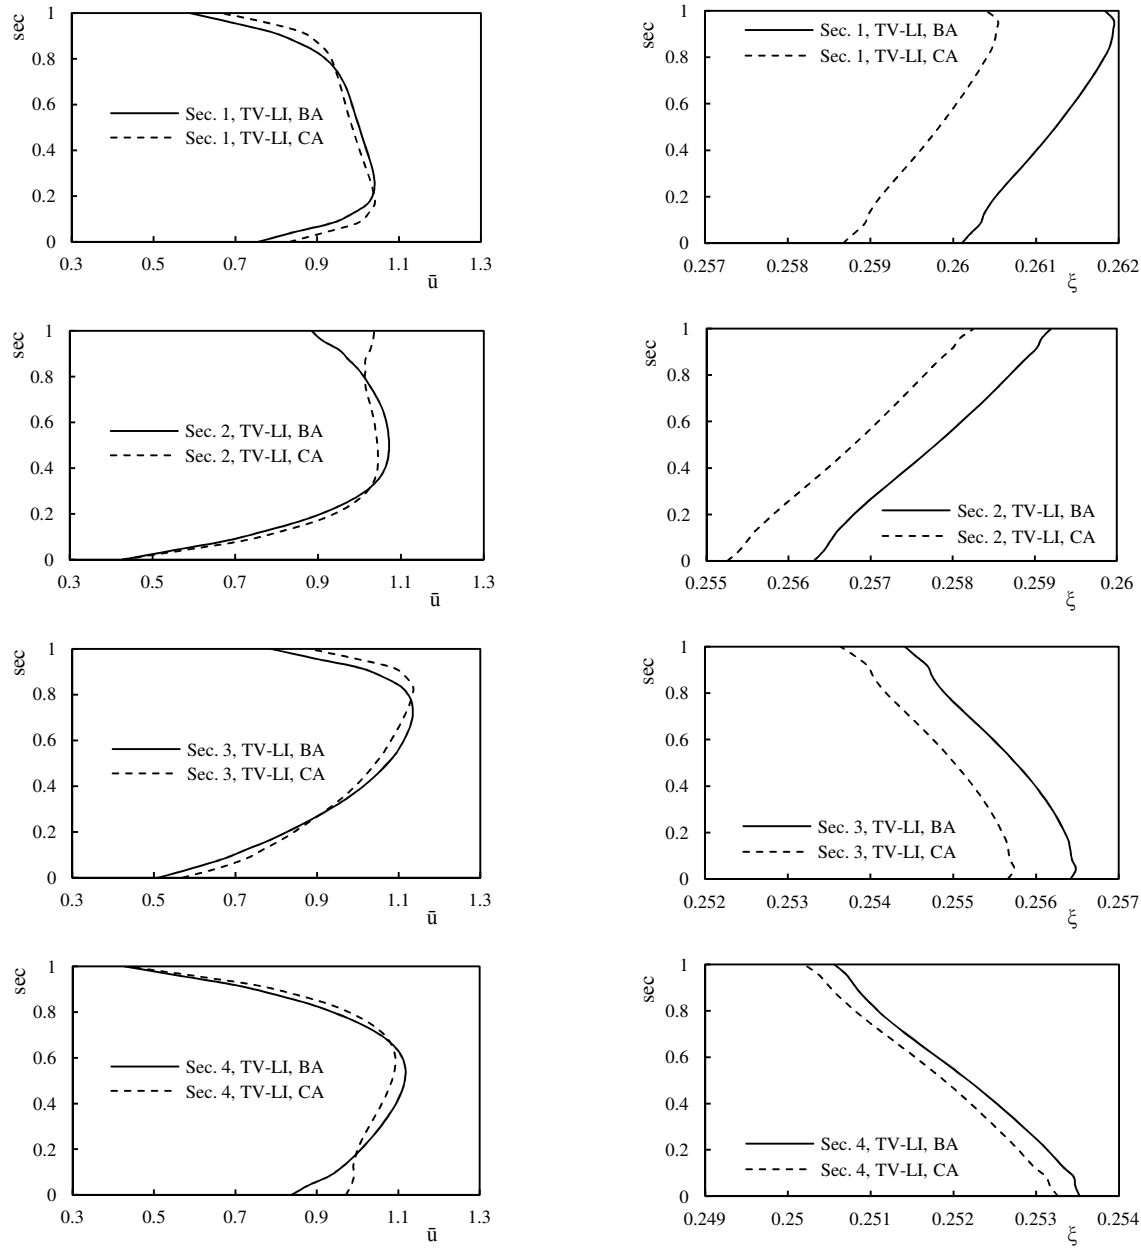 sec
1
0.8
0.6
0.4
0.2
0
Sec. 1, TV-LI, BA
Sec. 1, TV-LI, CA
0.3 0.5 0.7 0.9 1.1 1.3
ū
sec
1
0.8
0.6
0.4
0.2
0
Sec. 1, TV-LI, BA
Sec. 1, TV-LI, CA
0.257 0.258 0.259 0.26 0.261 0.262
ξ
sec
1
0.8
0.6
0.4
0.2
0
Sec. 2, TV-LI, BA
Sec. 2, TV-LI, CA
0.3 0.5 0.7 0.9 1.1 1.3
ū
sec
1
0.8
0.6
0.4
0.2
0
Sec. 2, TV-LI, BA
Sec. 2, TV-LI, CA
0.255 0.256 0.257 0.258 0.259 0.26
ξ
sec
1
0.8
0.6
0.4
0.2
0
Sec. 3, TV-LI, BA
Sec. 3, TV-LI, CA
0.3 0.5 0.7 0.9 1.1 1.3
ū
sec
1
0.8
0.6
0.4
0.2
0
Sec. 3, TV-LI, BA
Sec. 3, TV-LI, CA
0.252 0.253 0.254 0.255 0.256 0.257
ξ
sec
1
0.8
0.6
0.4
0.2
0
Sec. 4, TV-LI, BA
Sec. 4, TV-LI, CA
0.3 0.5 0.7 0.9 1.1 1.3
ū
sec
1
0.8
0.6
0.4
0.2
0
Sec. 4, TV-LI, BA
Sec. 4, TV-LI, CA
0.249 0.25 0.251 0.252 0.253 0.254
ξ